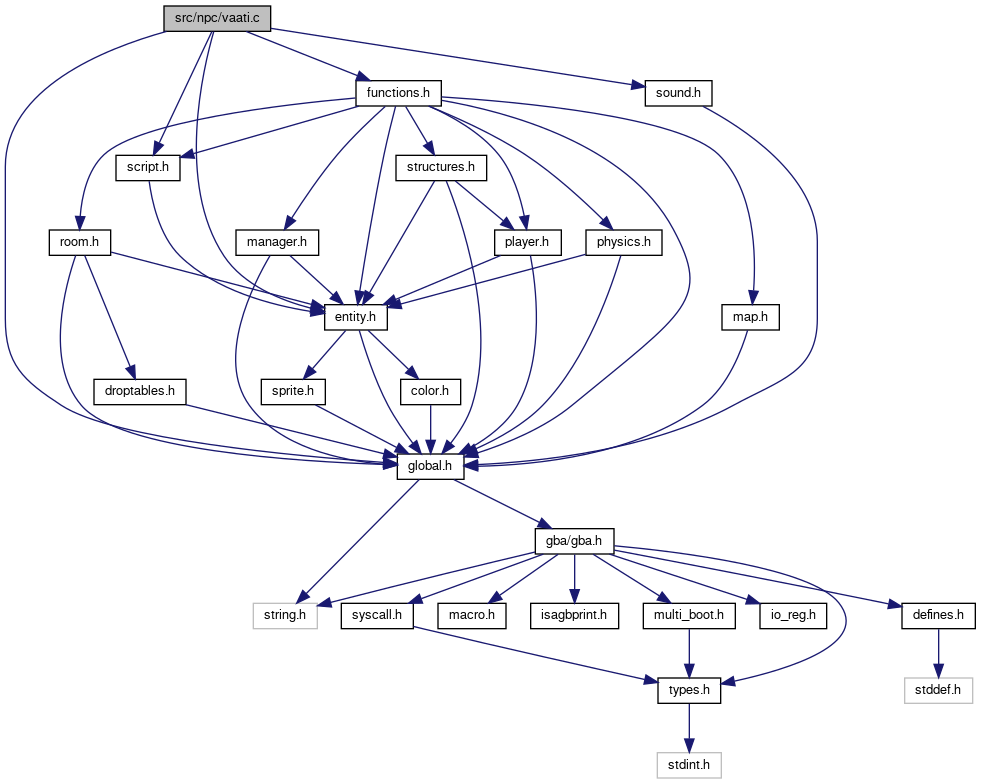 src/npc/vaati.c
functions.h
sound.h
script.h
structures.h
room.h
manager.h
player.h
physics.h
entity.h
map.h
droptables.h
sprite.h
color.h
global.h
gba/gba.h
string.h
syscall.h
macro.h
isagbprint.h
multi_boot.h
io_reg.h
defines.h
types.h
stddef.h
stdint.h